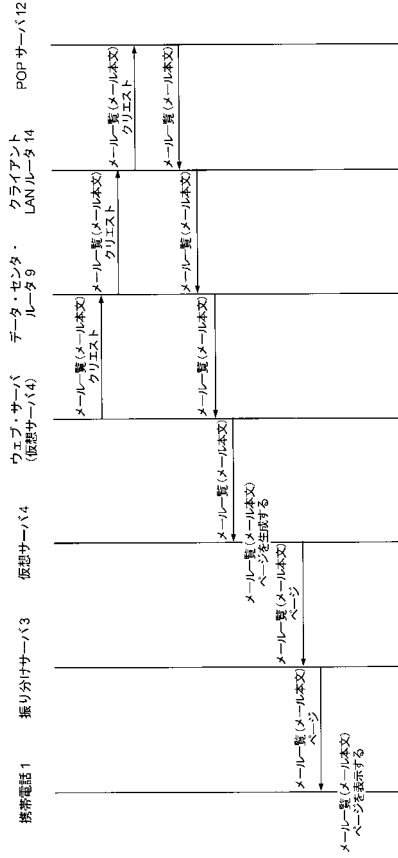 携帯電話 1
振り分けサーバ 3
仮想サーバ 4
ウェブ・サーバ
(仮想サーバ 4)
データ・センタ・
ルータ 9
クライアント
LAN ルータ 14
POP サーバ 12
メール一覧 (メール本文)
クリエスト
メール一覧 (メール本文)
クリエスト
メール一覧 (メール本文)
クリエスト
メール一覧 (メール本文)
メール一覧 (メール本文)
メール一覧 (メール本文)
メール一覧 (メール本文)
メール一覧 (メール本文)
ページを生成する
メール一覧 (メール本文)
ページ
メール一覧 (メール本文)
ページ
メール一覧 (メール本文)
ページを表示する